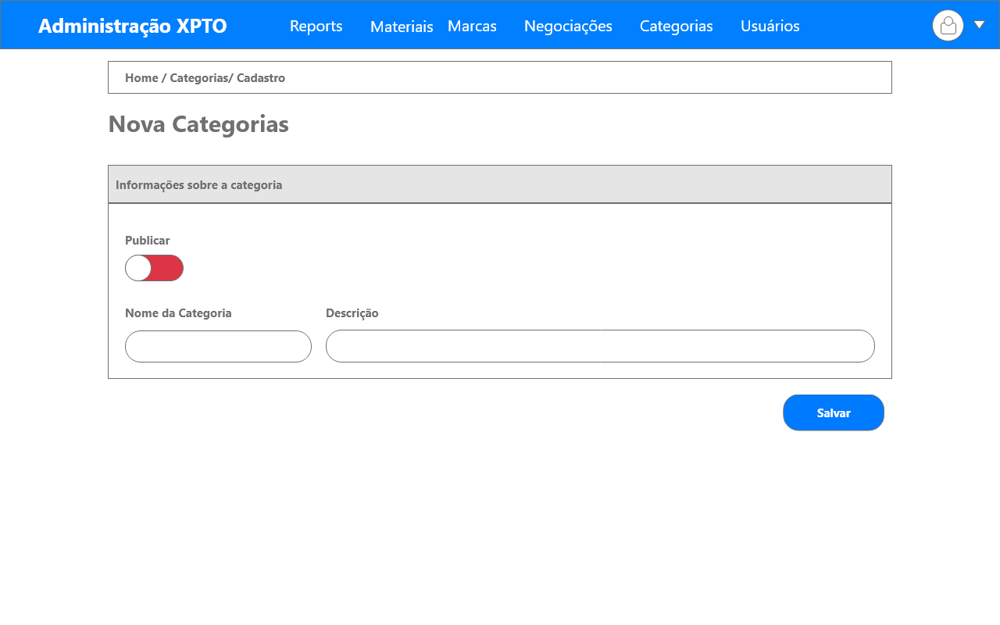 Administração XPTO Reports Materiais Marcas Negociações Categorias Usuários
Home / Categorias/ Cadastro
Nova Categorias
Informações sobre a categoria
Publicar
Nome da Categoria Descrição
Salvar